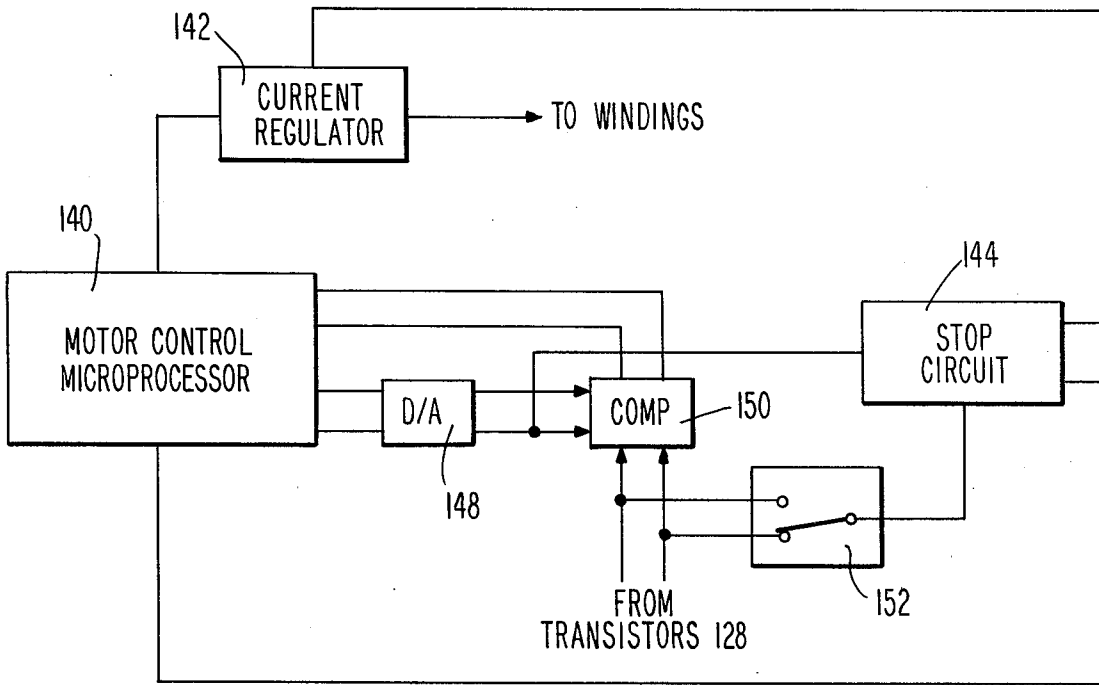 142
CURRENT
REGULATOR
TO WINDINGS
140
MOTOR CONTROL
MICROPROCESSOR
144
STOP
CIRCUIT
D/A
148
COMP
150
152
FROM
TRANSISTORS 128